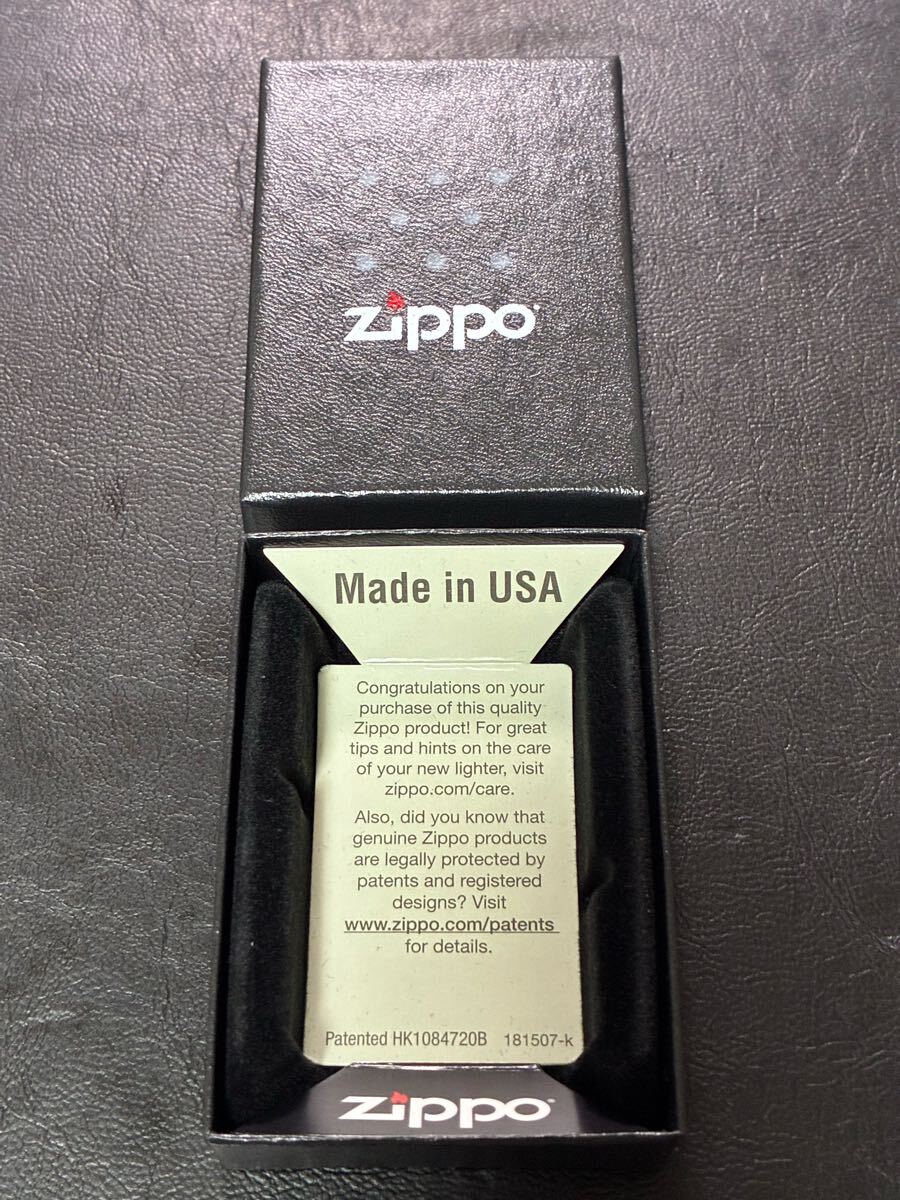 zippo
Made in USA
Congratulations on your
purchase of this quality
Zippo product! For great
tips and hints on the care
of your new lighter, visit
zippo.com/care.
Also, did you know that
genuine Zippo products
are legally protected by
patents and registered
designs? Visit
www.zippo.com/patents
for details.
Patented HK1084720B 181507-k
zippo